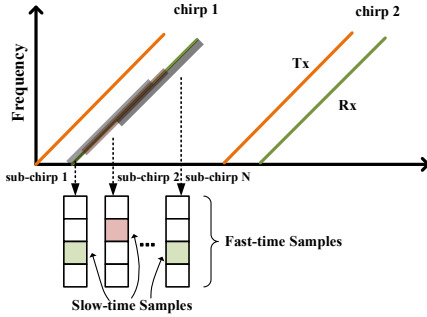 chirp 1
chirp 2
Frequency
Tx
Rx
sub-chirp 1
sub-chirp 2
sub-chirp N
...
Fast-time Samples
Slow-time Samples